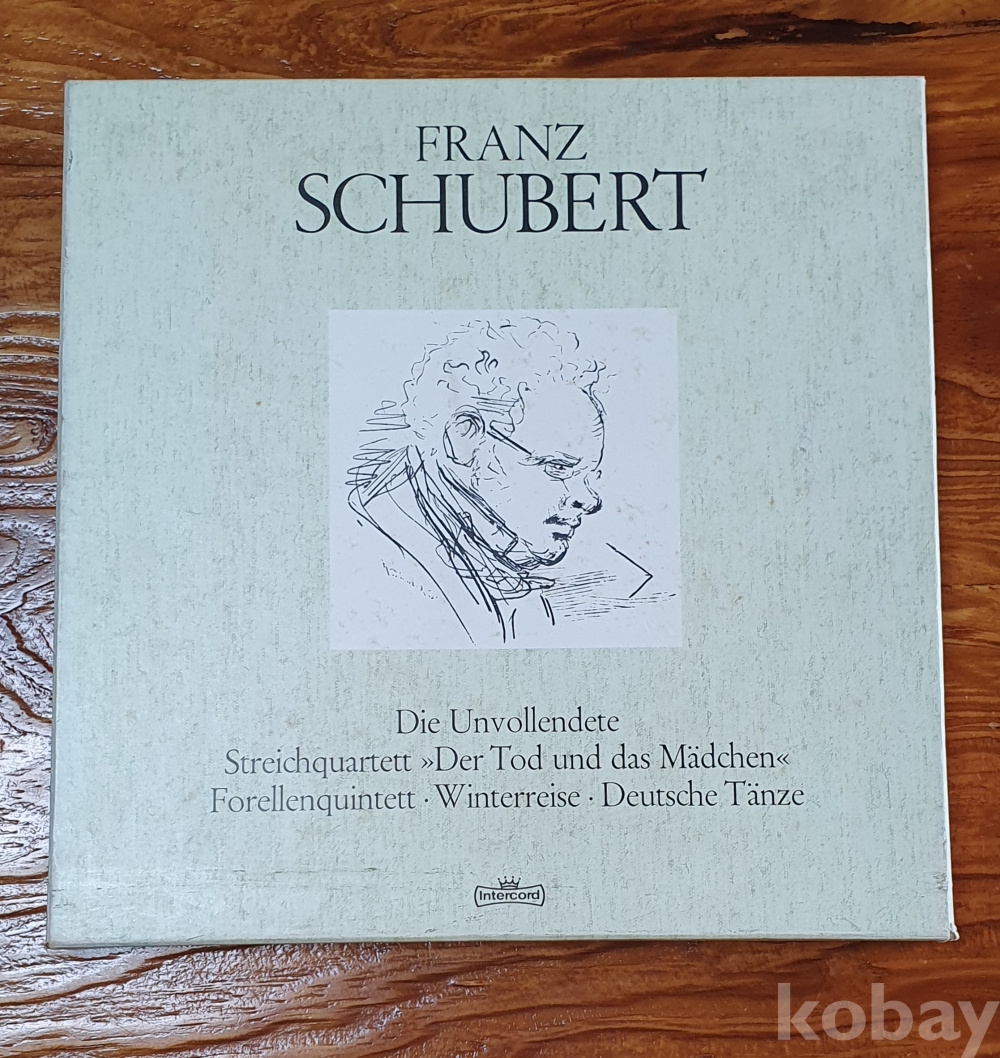 FRANZ
SCHUBERT
Die Unvollendete
Streichquartett »Der Tod und das Mädchen«
Forellenquintett · Winterreise · Deutsche Tänze
Intercord
kobay